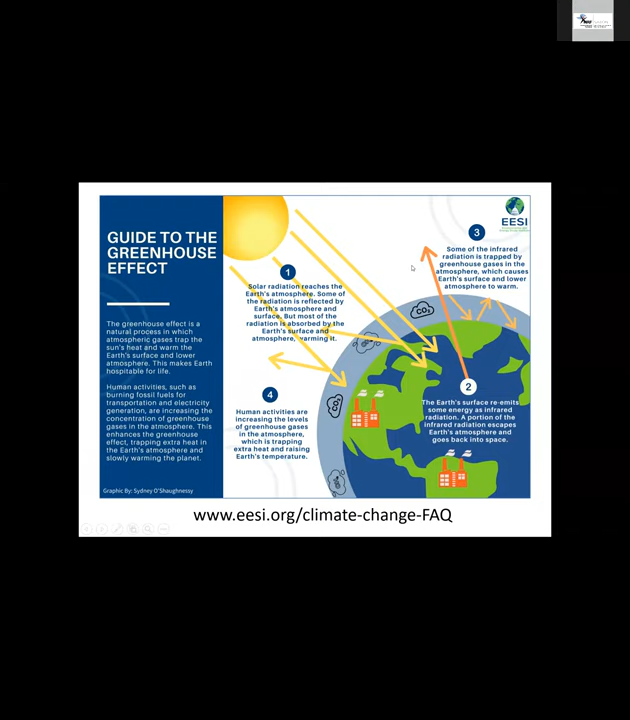 GUIDE TO THE
GREENHOUSE
EFFECT
The greenhouse effect is a
natural process in which
atmospheric gases trap the
sun's heat and warm the
Earth's surface and lower
atmosphere. This makes Earth
hospitable for life.
Human activities, such as
burning fossil fuels for
transportation and electricity
generation, are increasing the
concentration of greenhouse
gases in the atmosphere. This
enhances the greenhouse
effect, trapping extra heat in
the Earth's atmosphere and
slowly warming the planet.
Graphic By: Sydney O'Shaughnessy
1
Solar radiation reaches the
Earth's atmosphere. Some of
the radiation is reflected by
Earth's atmosphere and
surface. But most of the
radiation is absorbed by the
Earth's surface and
atmosphere, warming it.
2
The Earth's surface re-emits
some energy as infrared
radiation. A portion of the
infrared radiation escapes
Earth's atmosphere and
goes back into space.
EESI
3
Some of the infrared
radiation is trapped by
greenhouse gases in the
atmosphere, which causes
Earth's surface and lower
atmosphere to warm.
4
Human activities are
increasing the levels
of greenhouse gases
in the atmosphere,
which is trapping
extra heat and raising
Earth's temperature.
CO2
CO2
www.eesi.org/climate-change-FAQ